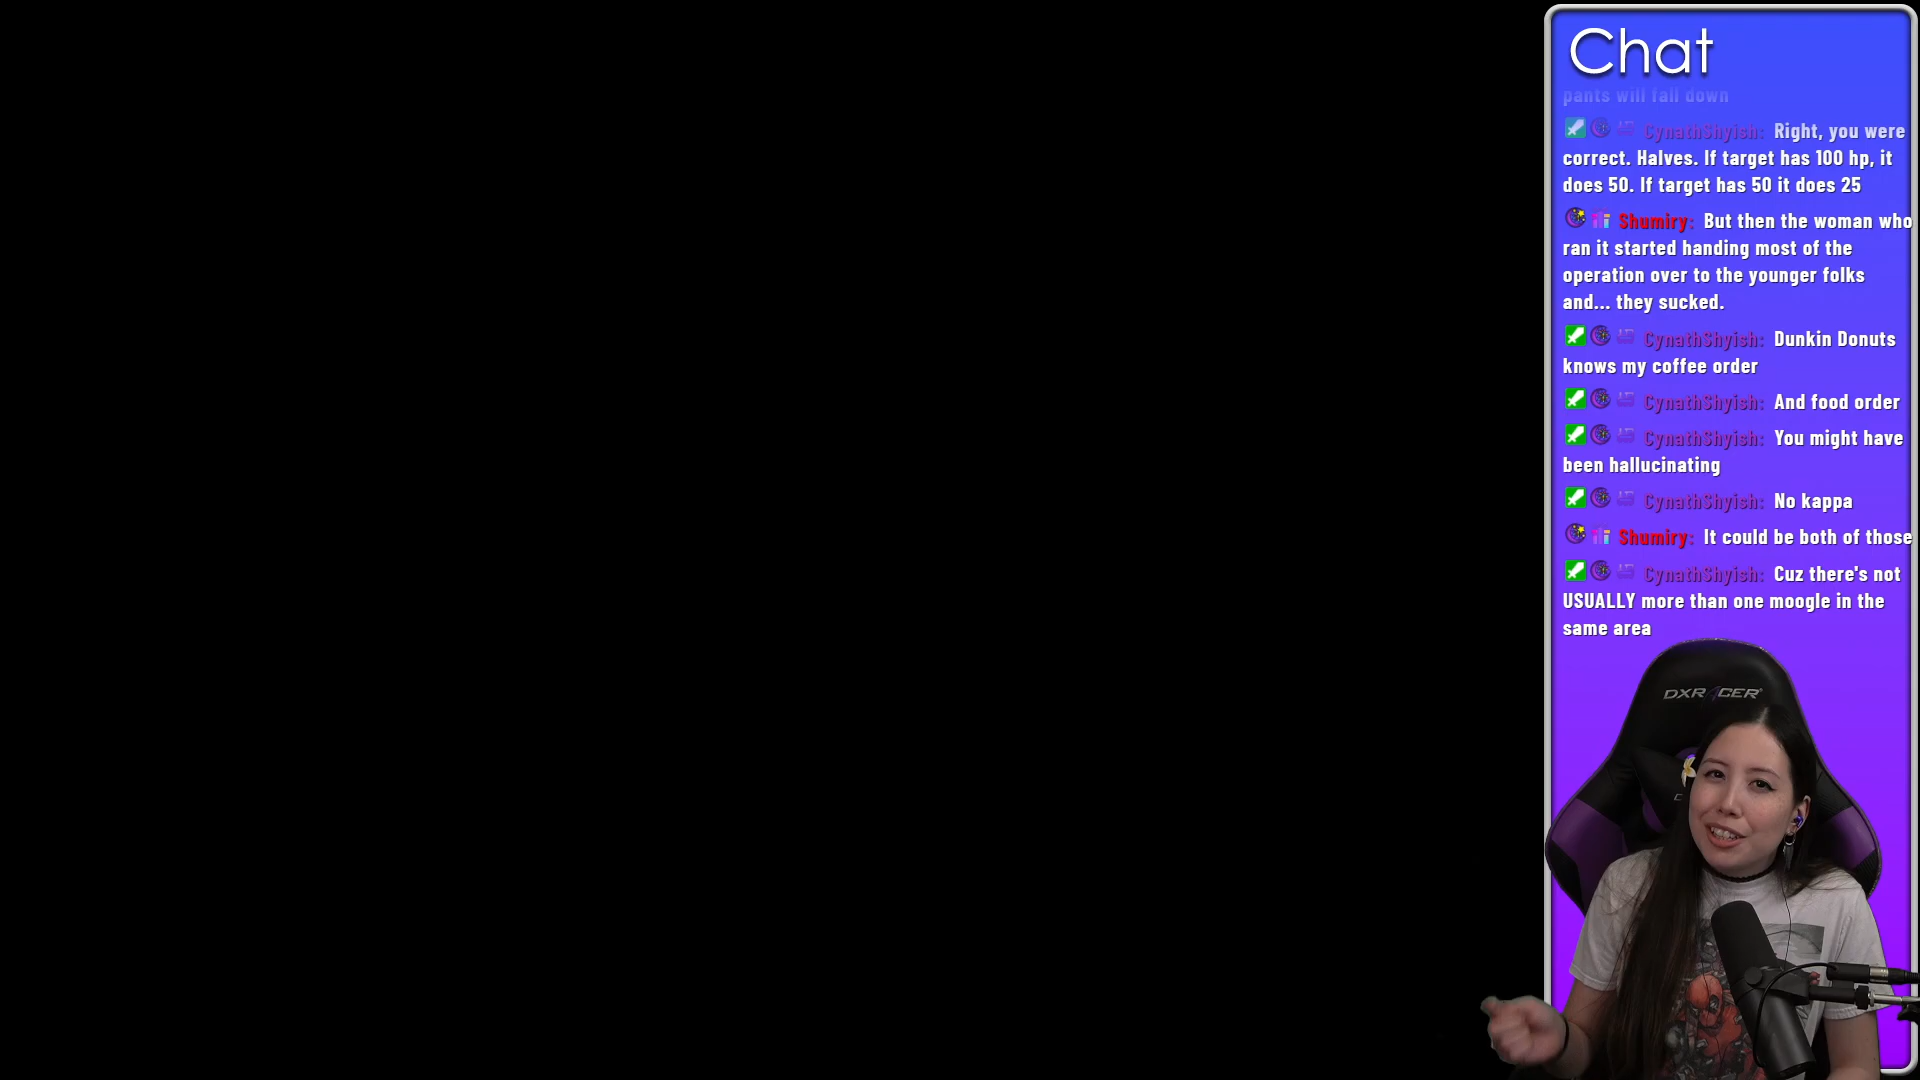 Chat
pants will fall down
CynathShyish: Right, you were
correct. Halves. If target has 100 hp, it
does 50. If target has 50 it does 25
Shumiry: But then the woman who
ran it started handing most of the
operation over to the younger folks
and... they sucked.
CynathShyish: Dunkin Donuts
knows my coffee order
CynathShyish: And food order
CynathShyish: You might have
been hallucinating
CynathShyish: No kappa
Shumiry: It could be both of those
CynathShyish: Cuz there's not
USUALLY more than one moogle in the
same area
DXRACER